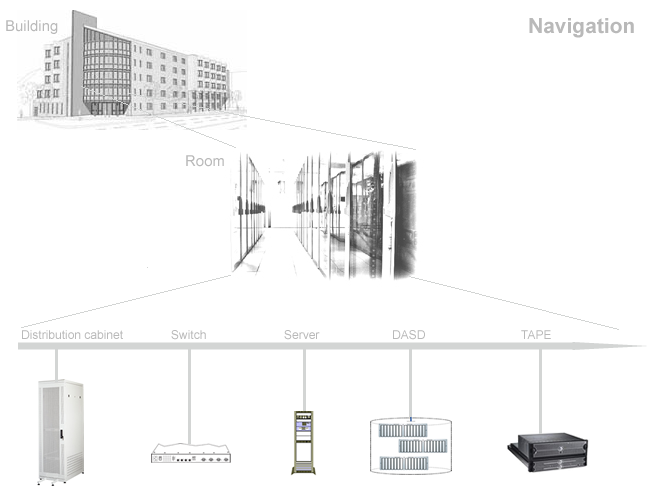 Building
Navigation
Room
Distribution cabinet
Switch
Server
DASD
TAPE